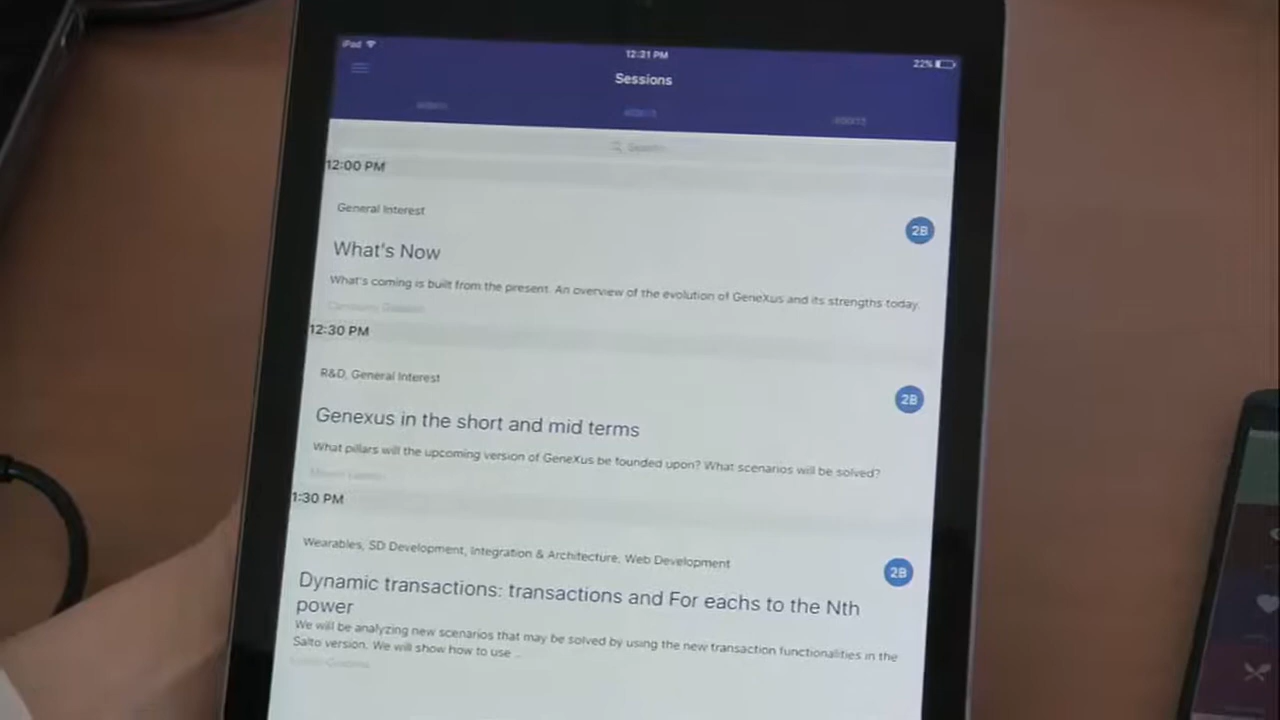 iPad
12:31 PM
22%
Sessions
Search
12:00 PM
General Interest
2B
What's Now
What's coming is built from the present. An overview of the evolution of GeneXus and its strengths today.
12:30 PM
R&D, General Interest
2B
Genexus in the short and mid terms
What pillars will the upcoming version of GeneXus be founded upon? What scenarios will be solved?
1:30 PM
Wearables, SD Development, Integration & Architecture, Web Development
2B
Dynamic transactions: transactions and For eachs to the Nth
power
We will be analyzing new scenarios that may be solved by using the new transaction functionalities in the
Salto version. We will show how to use ...